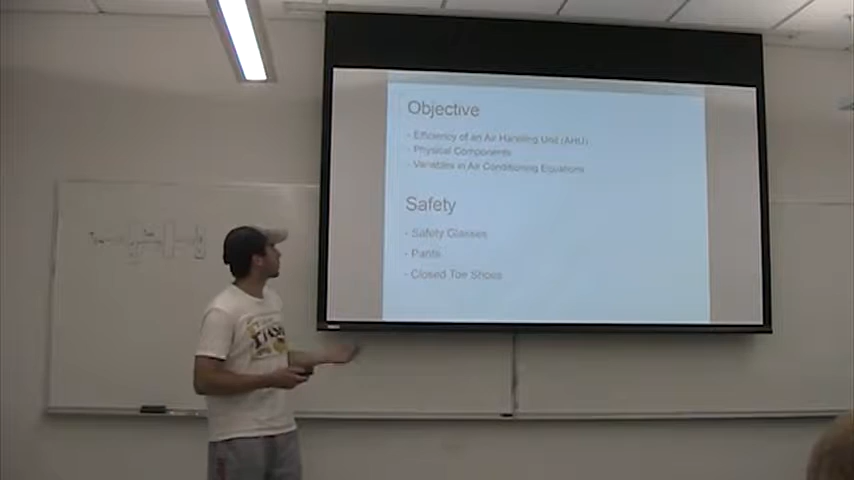 Objective
- Efficiency of an Air Handling Unit (AHU)
- Physical Components
- Variables in Air Conditioning Equations
Safety
- Safety Glasses
- Pants
- Closed Toe Shoes